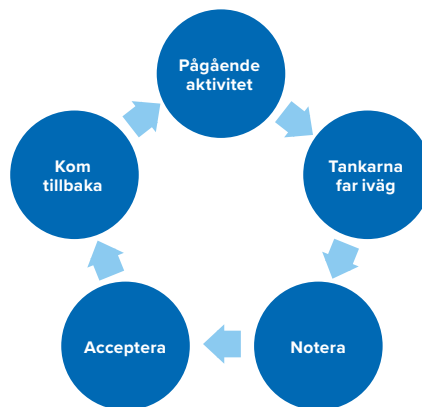 Pågående
aktivitet
Tankarna
far iväg
Notera
Acceptera
Kom
tillbaka